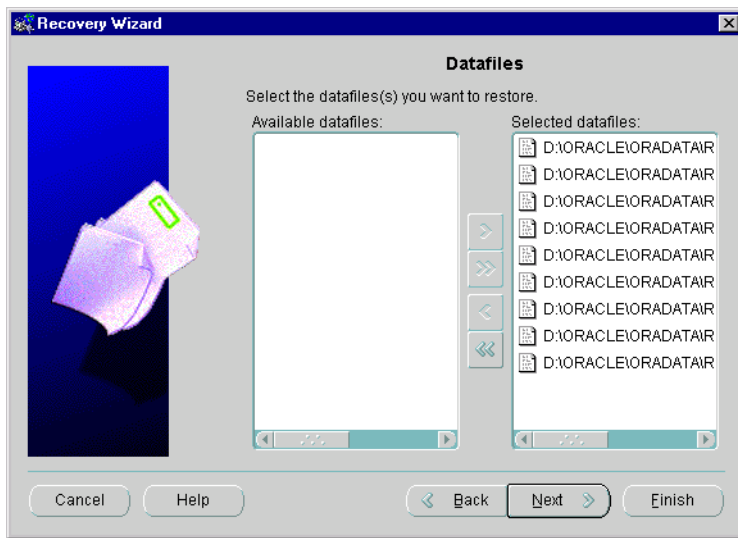 Recovery Wizard
Datafiles
Select the datafiles(s) you want to restore.
Available datafiles:
Selected datafiles:
D:\ORACLE\ORADATA\R
D:\ORACLE\ORADATA\R
D:\ORACLE\ORADATA\R
D:\ORACLE\ORADATA\R
D:\ORACLE\ORADATA\R
D:\ORACLE\ORADATA\R
D:\ORACLE\ORADATA\R
D:\ORACLE\ORADATA\R
D:\ORACLE\ORADATA\R
Cancel
Help
Back
Next
Finish